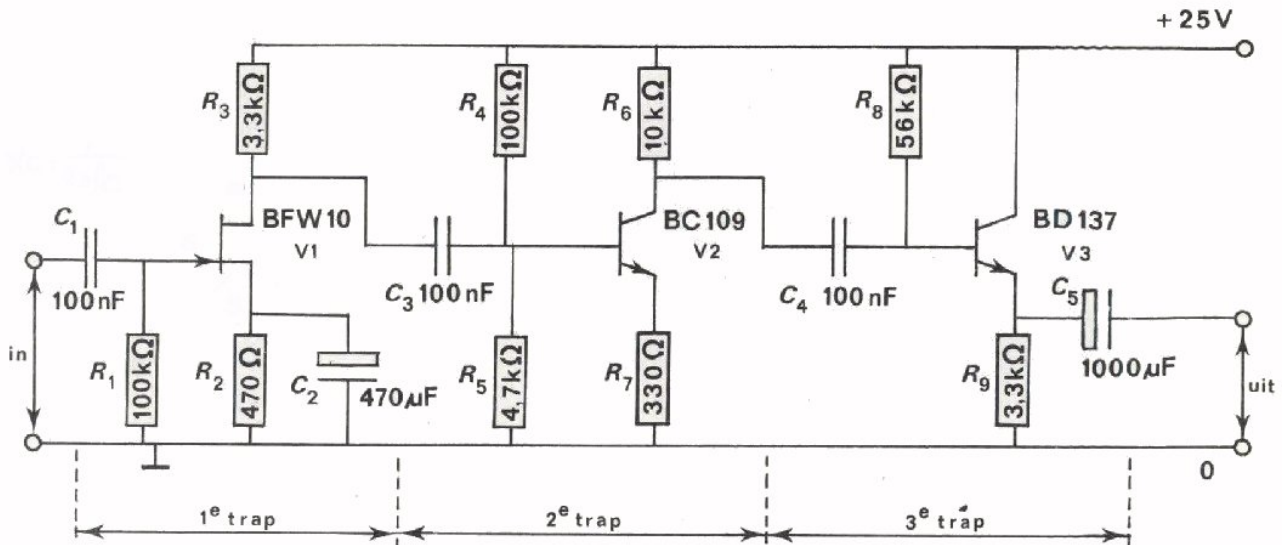 +25V
R3 3,3kΩ
R4 100kΩ
R6 10kΩ
R8 56kΩ
C1
100nF
BFW10
V1
C3 100nF
BC109
V2
C4 100nF
BD137
V3
C5
1000μF
in
R1 100kΩ
R2 470Ω
C2 470μF
R5 4,7kΩ
R7 330Ω
R9 3,3kΩ
uit
0
1e trap
2e trap
3e trap